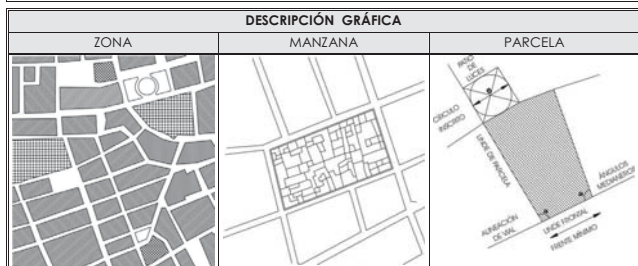 DESCRIPCIÓN GRÁFICA
ZONA
MANZANA
PARCELA
PATIO
DE
LUCES
CÍRCULO
INSCRITO
LINDE DE PARCELA
ÁNGULOS
MEDIANEROS
ALINEACIÓN
DE VIAL
LINDE FRONTAL
FRENTE MÍNIMO